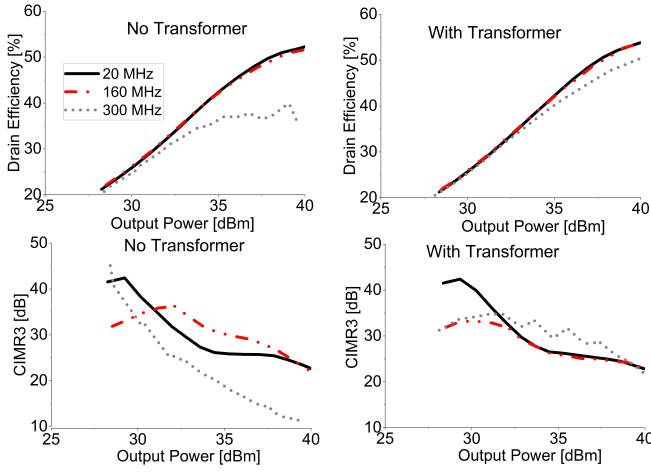 No Transformer
Drain Efficiency [%]
60
50
40
30
20
20 MHz
160 MHz
300 MHz
25
30
35
40
Output Power [dBm]
With Transformer
Drain Efficiency [%]
60
50
40
30
20
25
30
35
40
Output Power [dBm]
No Transformer
CIMR3 [dB]
50
40
30
20
10
25
30
35
40
Output Power [dBm]
With Transformer
CIMR3 [dB]
50
40
30
20
10
25
30
35
40
Output Power [dBm]